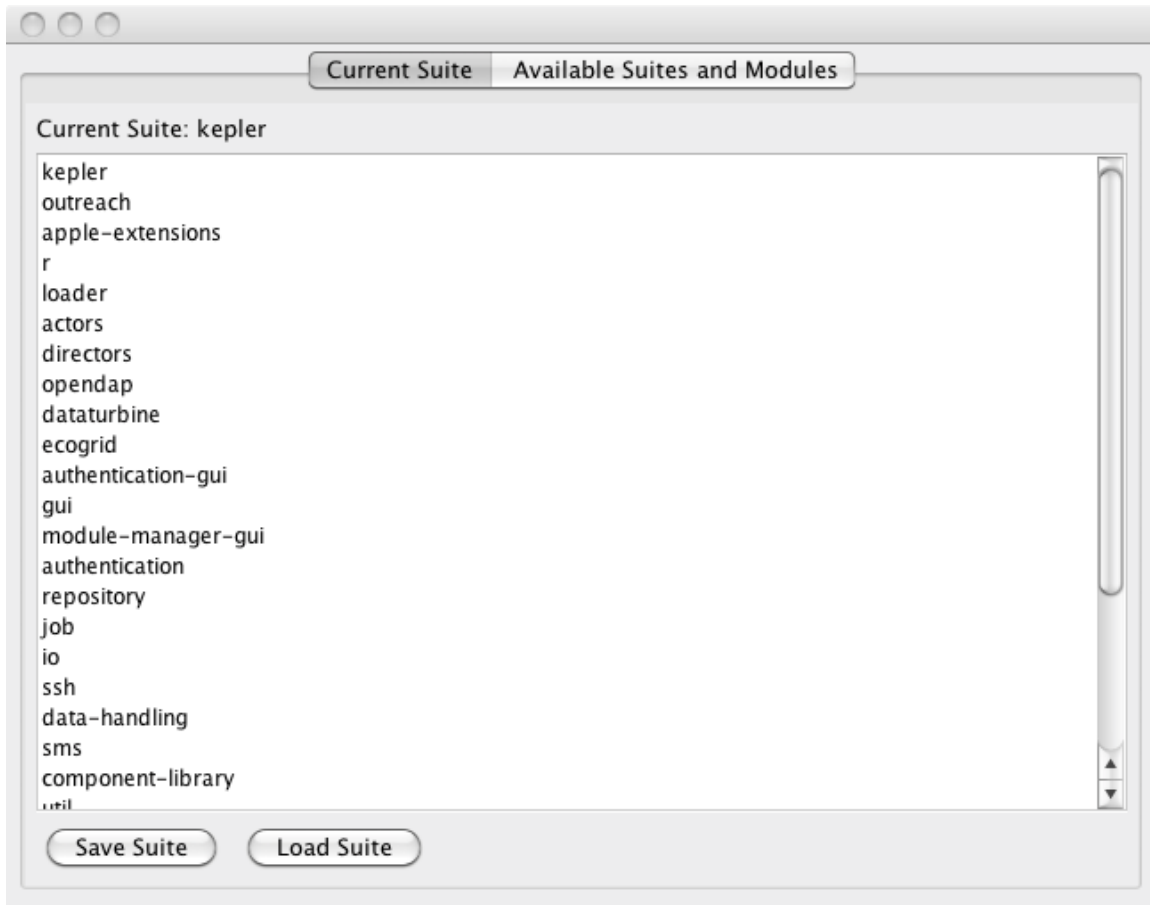 Current Suite Available Suites and Modules
Current Suite: kepler
kepler
outreach
apple-extensions
r
loader
actors
directors
opendap
dataturbine
ecogrid
authentication-gui
gui
module-manager-gui
authentication
repository
job
io
ssh
data-handling
sms
component-library
util
Save Suite Load Suite